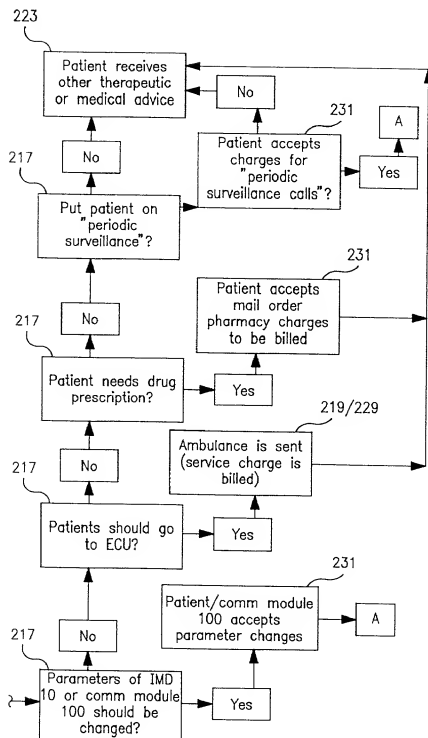 223
Patient receives
other therapeutic
or medical advice
No
231
No
Patient accepts
charges for
"periodic
surveillance calls"?
A
Yes
217
Put patient on
"periodic
surveillance"?
231
Patient accepts
mail order
pharmacy charges
to be billed
No
217
Patient needs drug
prescription?
Yes
219/229
Ambulance is sent
(service charge is
billed)
No
217
Patients should go
to ECU?
Yes
231
Patient/comm module
100 accepts
parameter changes
A
No
217
Parameters of IMD
10 or comm module
100 should be
changed?
Yes